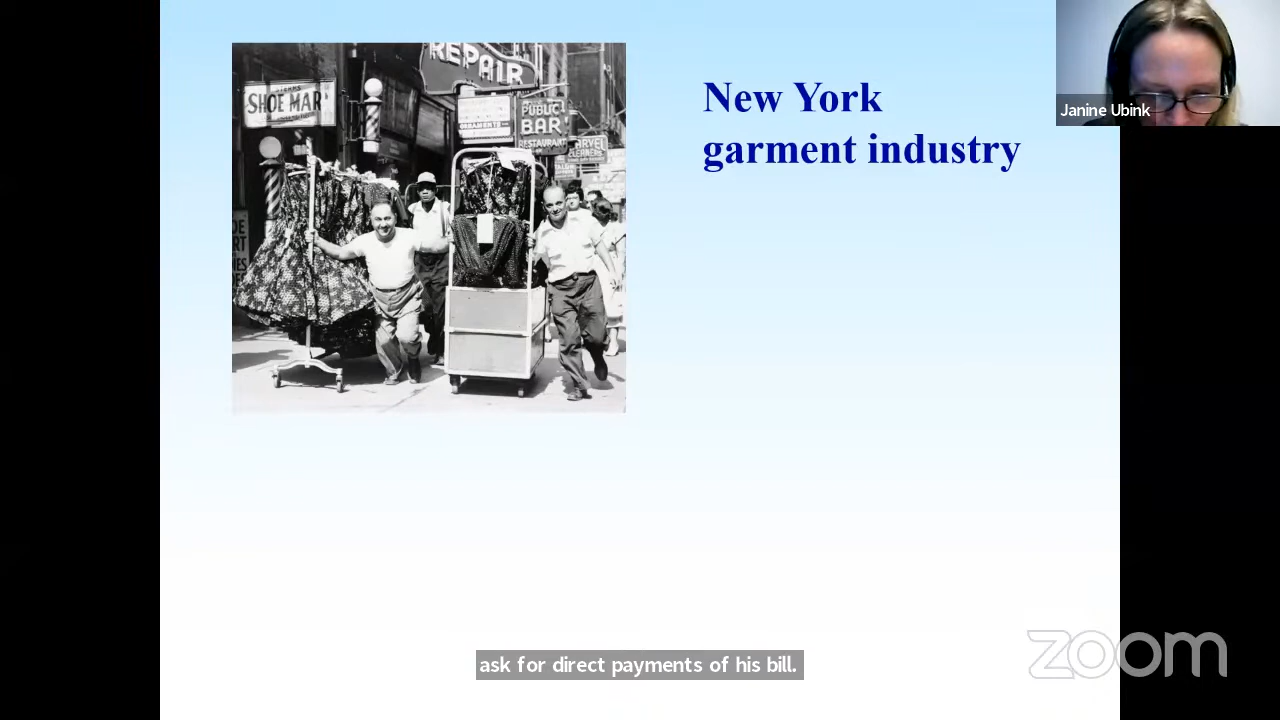 REPAIR
SHOE MAR
PUBLIC
BAR
RESTAURANT
New York
garment industry
Janine Ubink
ask for direct payments of his bill.
zoom